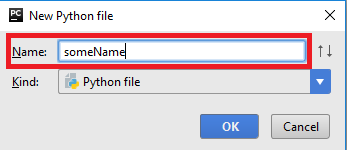 PC New Python file
Name: someName
Kind: Python file
OK Cancel